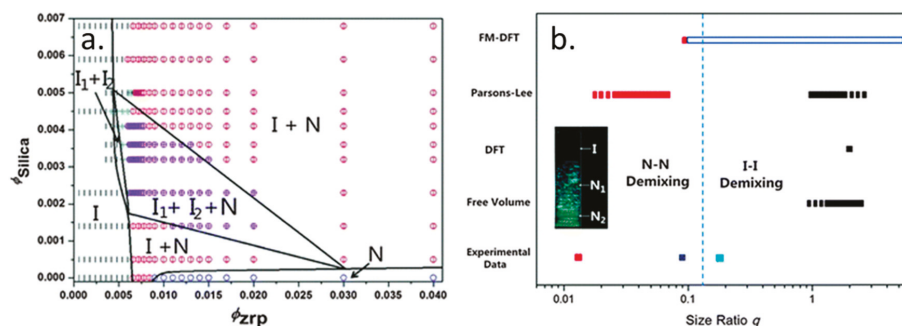 a.
0.007
0.006
0.005
0.004
0.003
0.002
0.001
0.000
ϕSilica
I₁+I₂
I + N
I
I₁+ I₂+ N
I + N
N
0.000 0.005 0.010 0.015 0.020 0.025 0.030 0.035 0.040
ϕzrp
b.
FM-DFT
Parsons-Lee
DFT
Free Volume
Experimental
Data
I
N₁
N₂
N-N
Demixing
I-I
Demixing
0.01 0.1 1
Size Ratio q